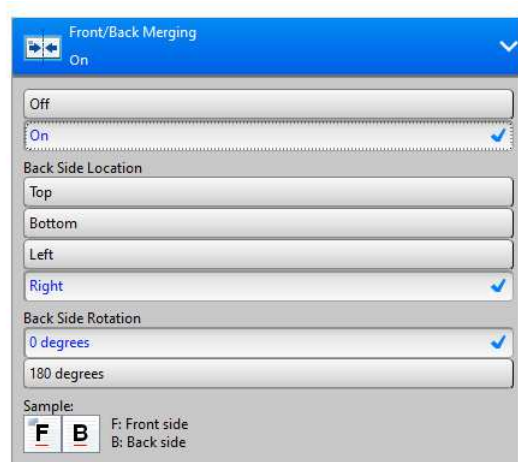 Front/Back Merging
On
Off
On
Back Side Location
Top
Bottom
Left
Right
Back Side Rotation
0 degrees
180 degrees
Sample:
F B
F: Front side
B: Back side